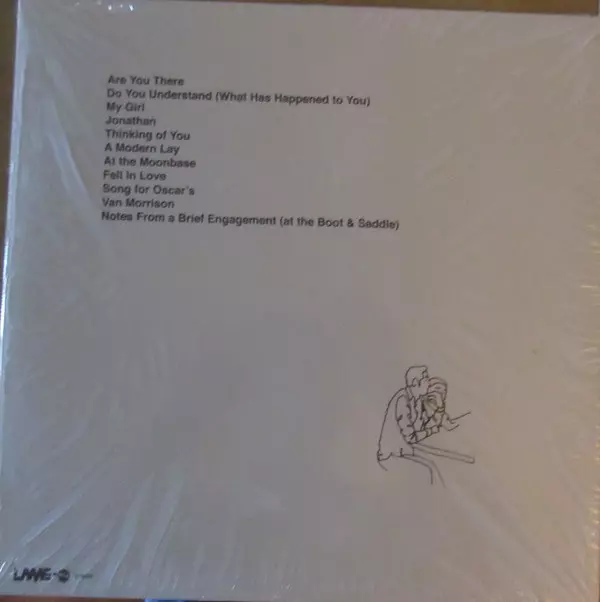 Are You There
Do You Understand (What Has Happened to You)
My Girl
Jonathan
Thinking of You
A Modern Lay
At the Moonbase
Fell In Love
Song for Oscar's
Van Morrison
Notes From a Brief Engagement (at the Boot & Saddle)